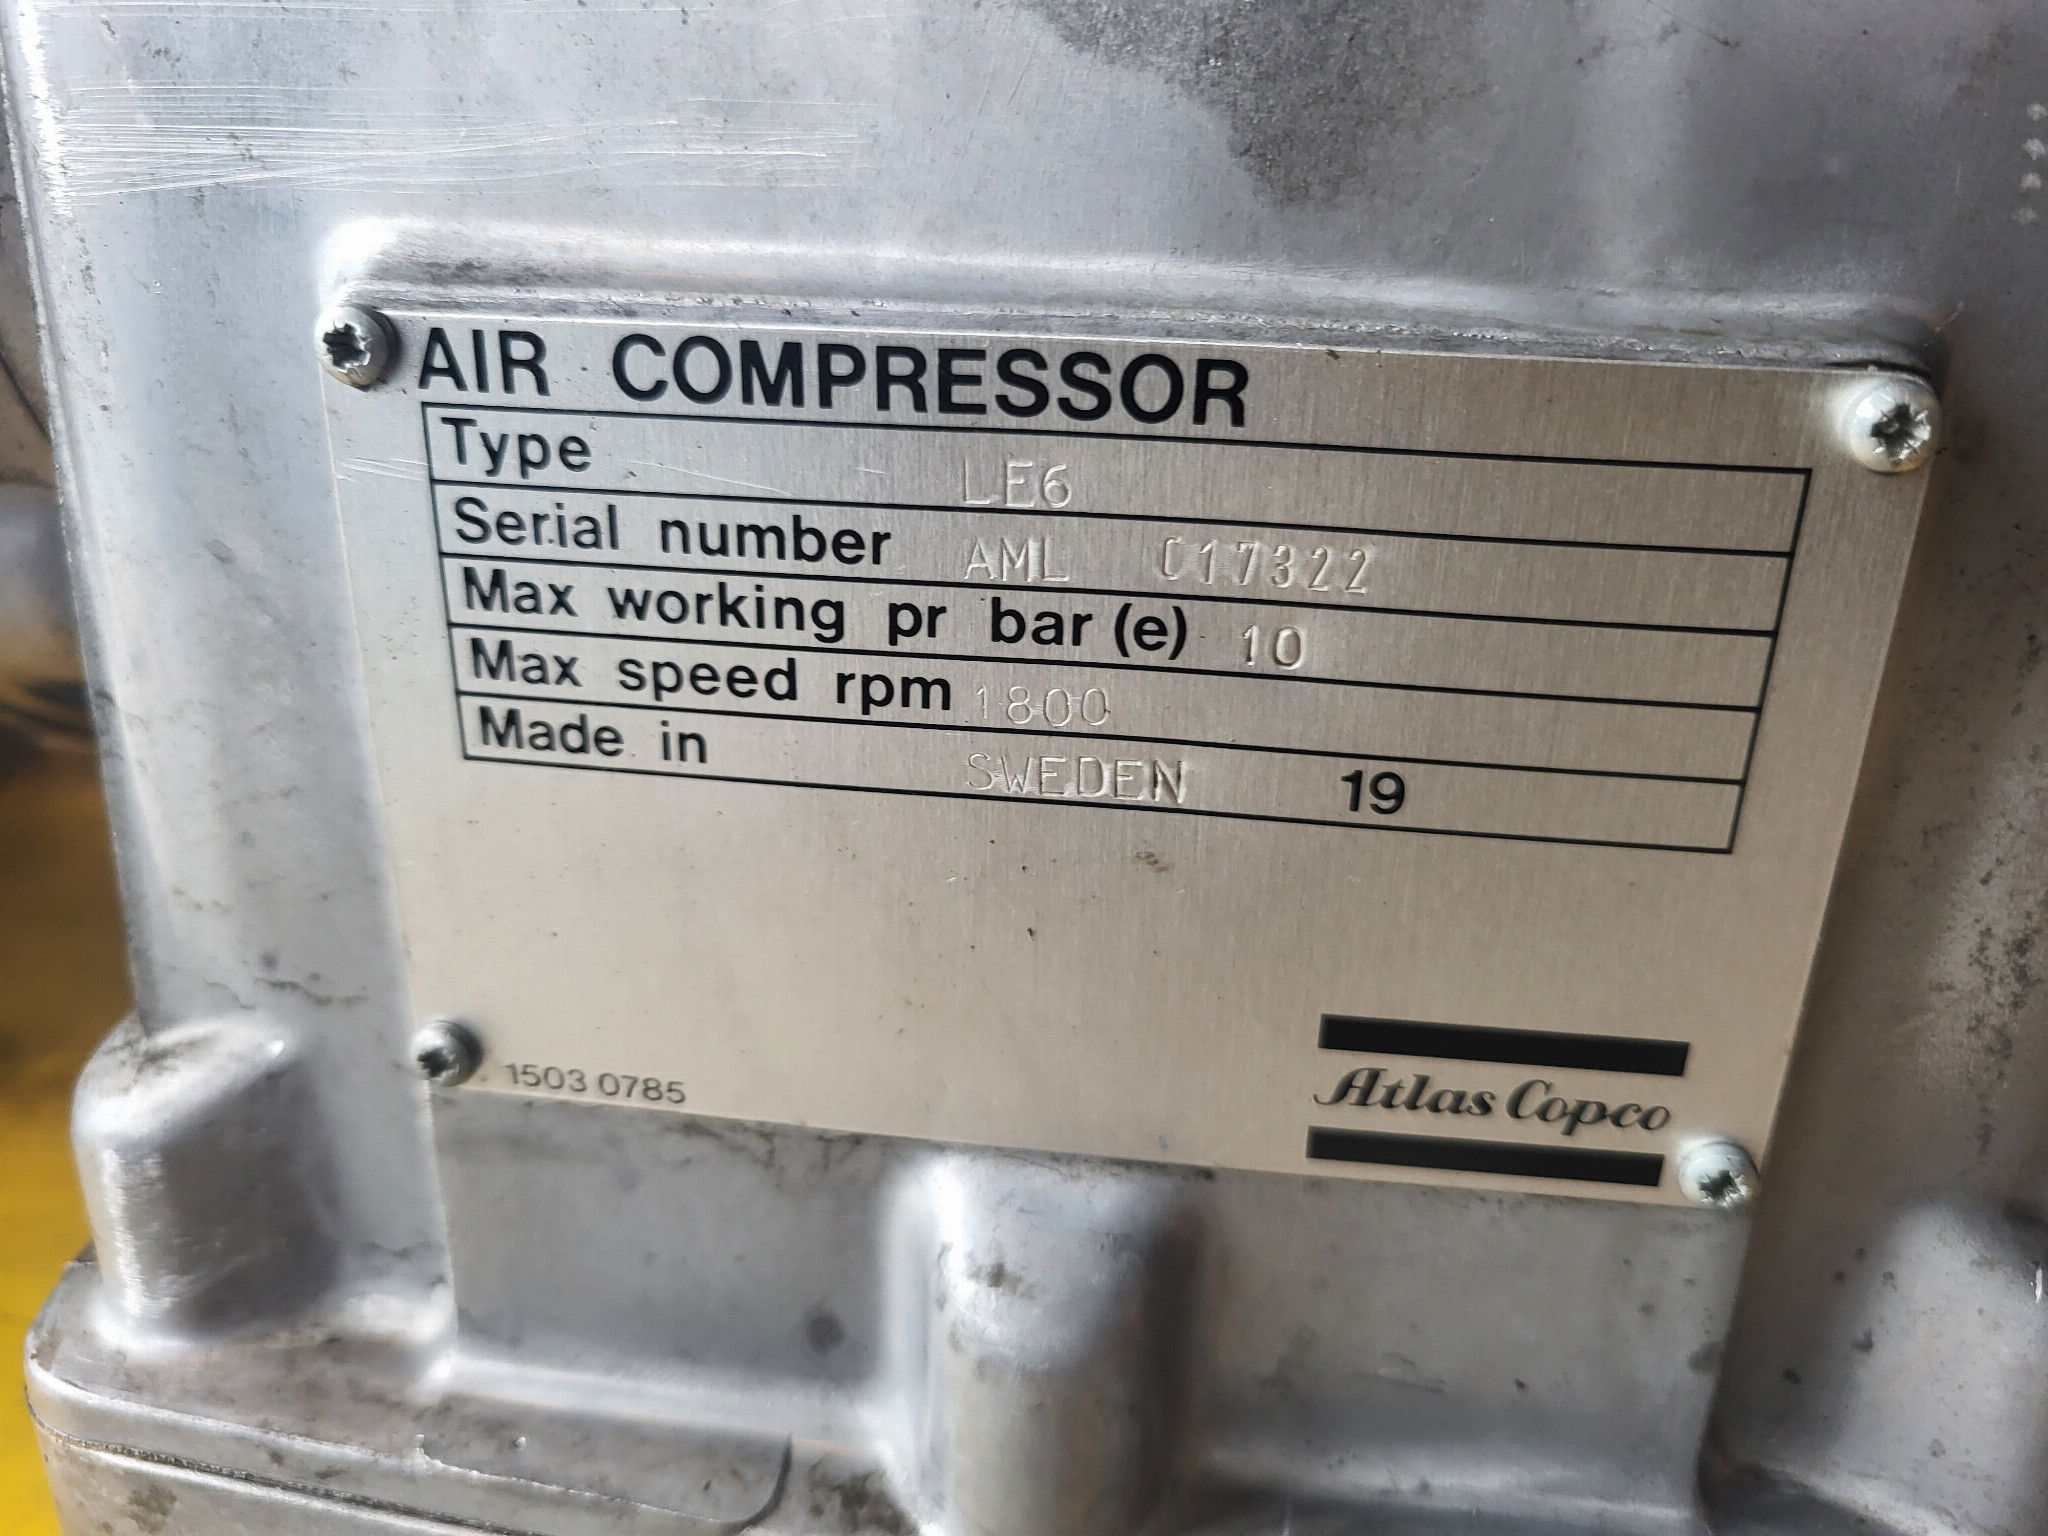 AIR COMPRESSOR
Type LE6
Serial number AML 017322
Max working pr bar (e) 10
Max speed rpm 1800
Made in SWEDEN 19
1503 0785
Atlas Copco